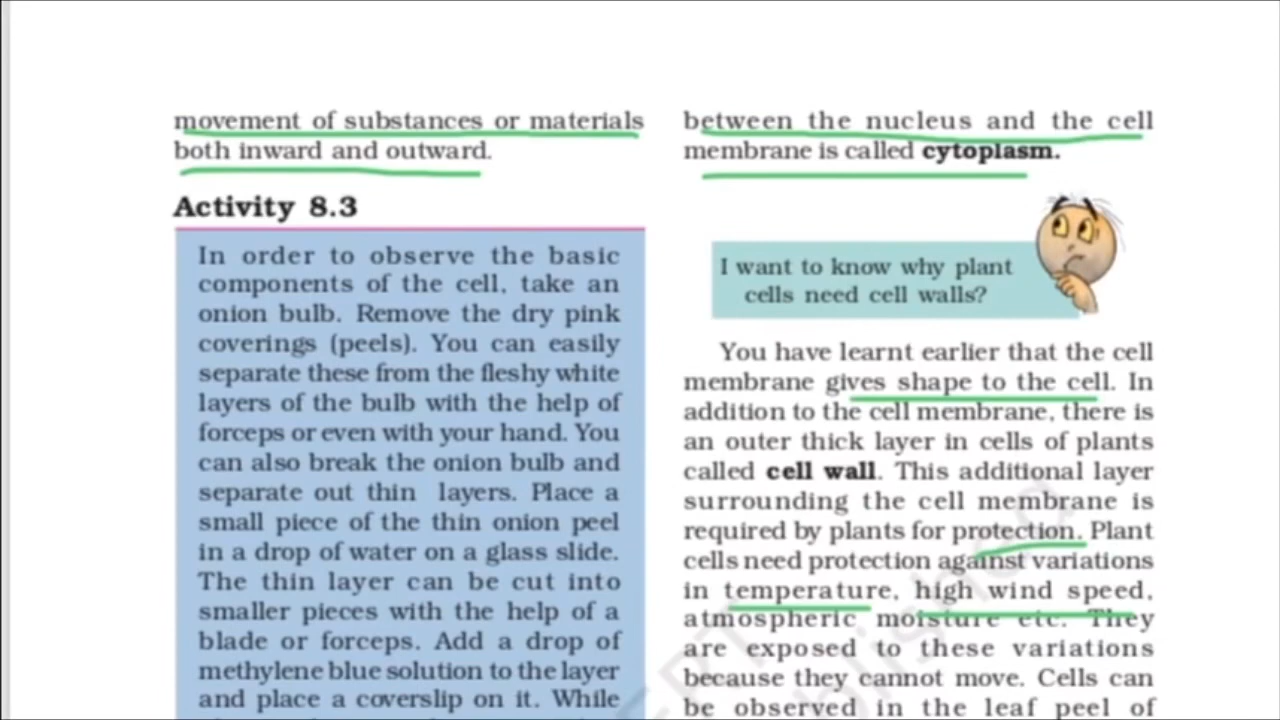 movement of substances or materials
both inward and outward.
Activity 8.3
In order to observe the basic
components of the cell, take an
onion bulb. Remove the dry pink
coverings (peels). You can easily
separate these from the fleshy white
layers of the bulb with the help of
forceps or even with your hand. You
can also break the onion bulb and
separate out thin layers. Place a
small piece of the thin onion peel
in a drop of water on a glass slide.
The thin layer can be cut into
smaller pieces with the help of a
blade or forceps. Add a drop of
methylene blue solution to the layer
and place a coverslip on it. While
between the nucleus and the cell
membrane is called cytoplasm.
I want to know why plant
cells need cell walls?
You have learnt earlier that the cell
membrane gives shape to the cell. In
addition to the cell membrane, there is
an outer thick layer in cells of plants
called cell wall. This additional layer
surrounding the cell membrane is
required by plants for protection. Plant
cells need protection against variations
in temperature, high wind speed,
atmospheric moisture etc. They
are exposed to these variations
because they cannot move. Cells can
be observed in the leaf peel of